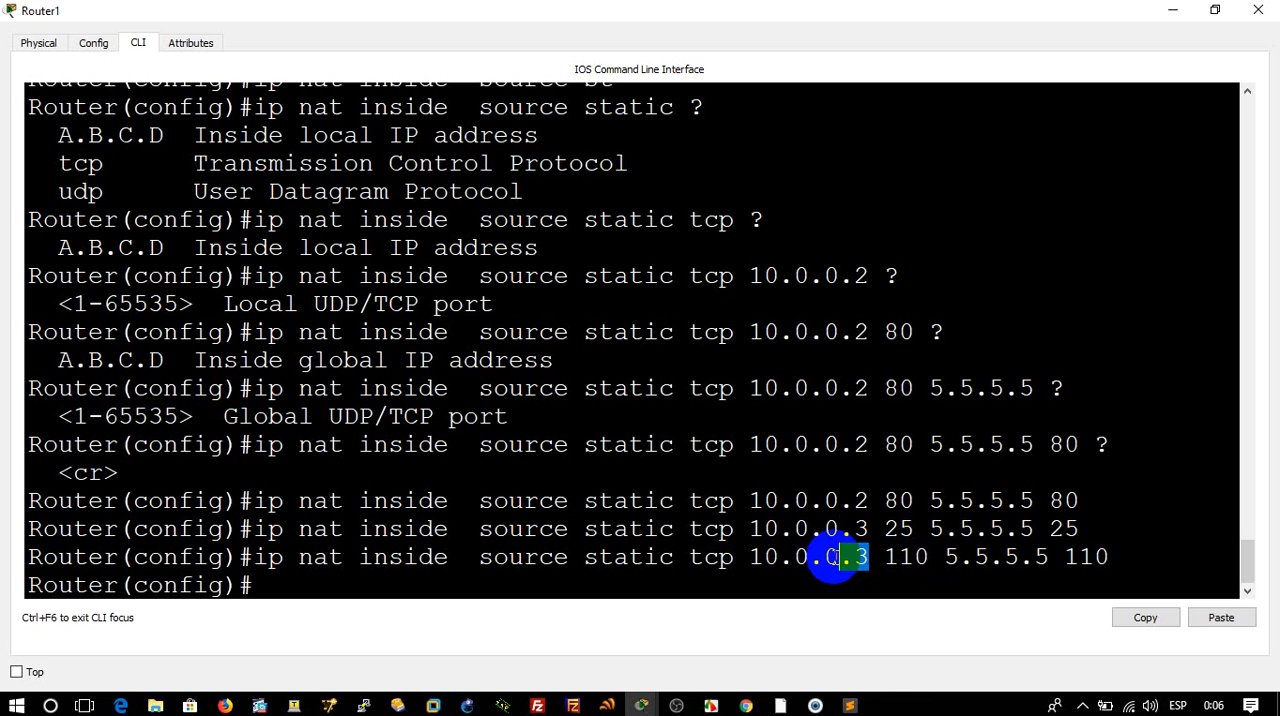 Router1
Physical Config CLI Attributes
IOS Command Line Interface
Router(config)#ip nat inside  source st
Router(config)#ip nat inside  source static ?
A.B.C.D  Inside local IP address
tcp      Transmission Control Protocol
udp      User Datagram Protocol
Router(config)#ip nat inside  source static tcp ?
A.B.C.D  Inside local IP address
Router(config)#ip nat inside  source static tcp 10.0.0.2 ?
<1-65535>  Local UDP/TCP port
Router(config)#ip nat inside  source static tcp 10.0.0.2 80 ?
A.B.C.D  Inside global IP address
Router(config)#ip nat inside  source static tcp 10.0.0.2 80 5.5.5.5 ?
<1-65535>  Global UDP/TCP port
Router(config)#ip nat inside  source static tcp 10.0.0.2 80 5.5.5.5 80 ?
<cr>
Router(config)#ip nat inside  source static tcp 10.0.0.2 80 5.5.5.5 80
Router(config)#ip nat inside  source static tcp 10.0.0.3 25 5.5.5.5 25
Router(config)#ip nat inside  source static tcp 10.0.0.3 110 5.5.5.5 110
Router(config)#
Ctrl+F6 to exit CLI focus
Copy Paste
Top
ESP 0:06